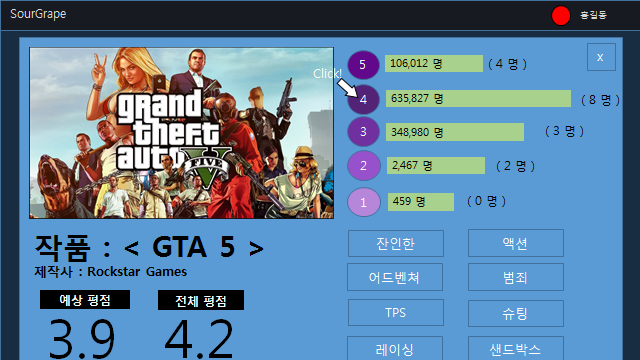 SourGrape
홍길동
x
grand
theft
auto
FIVE
Click!
5 106,012 명 ( 4 명 )
4 635,827 명 ( 8 명 )
3 348,980 명 ( 3 명 )
2 2,467 명 ( 2 명 )
1 459 명 ( 0 명 )
작품 : < GTA 5 >
제작사 : Rockstar Games
예상 평점 전체 평점
3.9 4.2
잔인한 액션
어드벤쳐 범죄
TPS 슈팅
레이싱 샌드박스